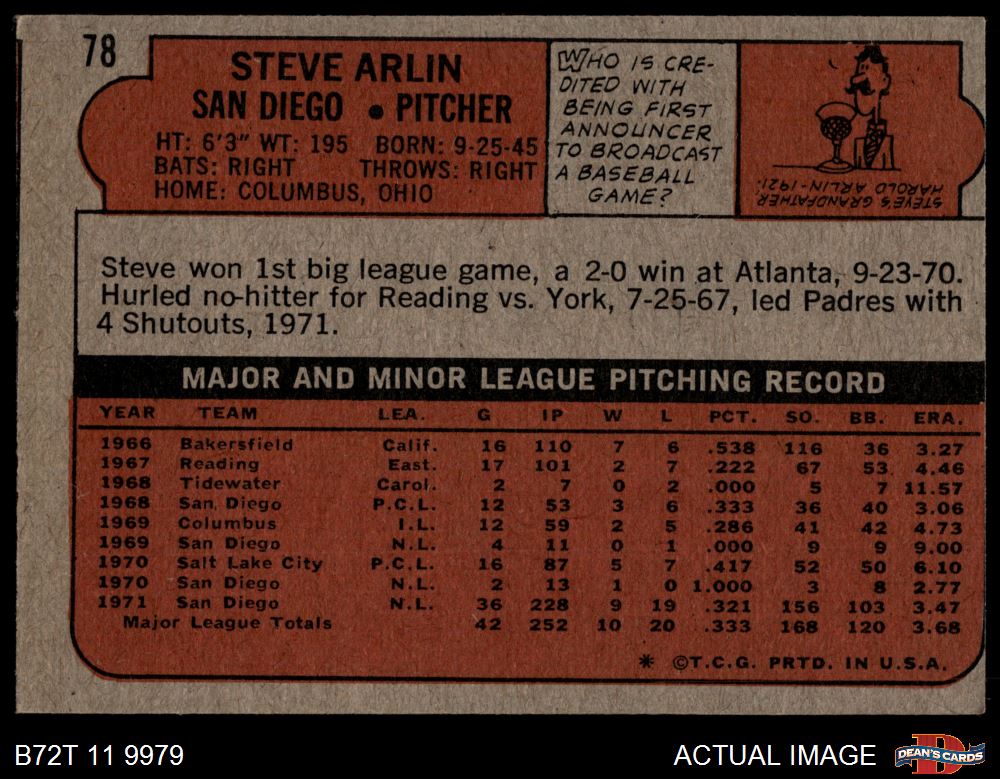 78
STEVE ARLIN
SAN DIEGO • PITCHER
HT: 6'3" WT: 195 BORN: 9-25-45
BATS: RIGHT THROWS: RIGHT
HOME: COLUMBUS, OHIO
WHO IS CRE-
DITED WITH
BEING FIRST
ANNOUNCER
TO BROADCAST
A BASEBALL
GAME?
STEVE'S GRANDFATHER
HAROLD ARLIN-1921.
Steve won 1st big league game, a 2-0 win at Atlanta, 9-23-70.
Hurled no-hitter for Reading vs. York, 7-25-67, led Padres with
4 Shutouts, 1971.
MAJOR AND MINOR LEAGUE PITCHING RECORD
YEAR TEAM LEA. G IP W L PCT. SO. BB. ERA.
1966 Bakersfield Calif. 16 110 7 6 .538 116 36 3.27
1967 Reading East. 17 101 2 7 .222 67 53 4.46
1968 Tidewater Carol. 2 7 0 2 .000 5 7 11.57
1968 San Diego P.C.L. 12 53 3 6 .333 36 40 3.06
1969 Columbus I.L. 12 59 2 5 .286 41 42 4.73
1969 San Diego N.L. 4 11 0 1 .000 9 9 9.00
1970 Salt Lake City P.C.L. 16 87 5 7 .417 52 50 6.10
1970 San Diego N.L. 2 13 1 0 1.000 3 8 2.77
1971 San Diego N.L. 36 228 9 19 .321 156 103 3.47
Major League Totals 42 252 10 20 .333 168 120 3.68
* ©T.C.G. PRTD. IN U.S.A.
B72T 11 9979 ACTUAL IMAGE DEAN'S CARDS